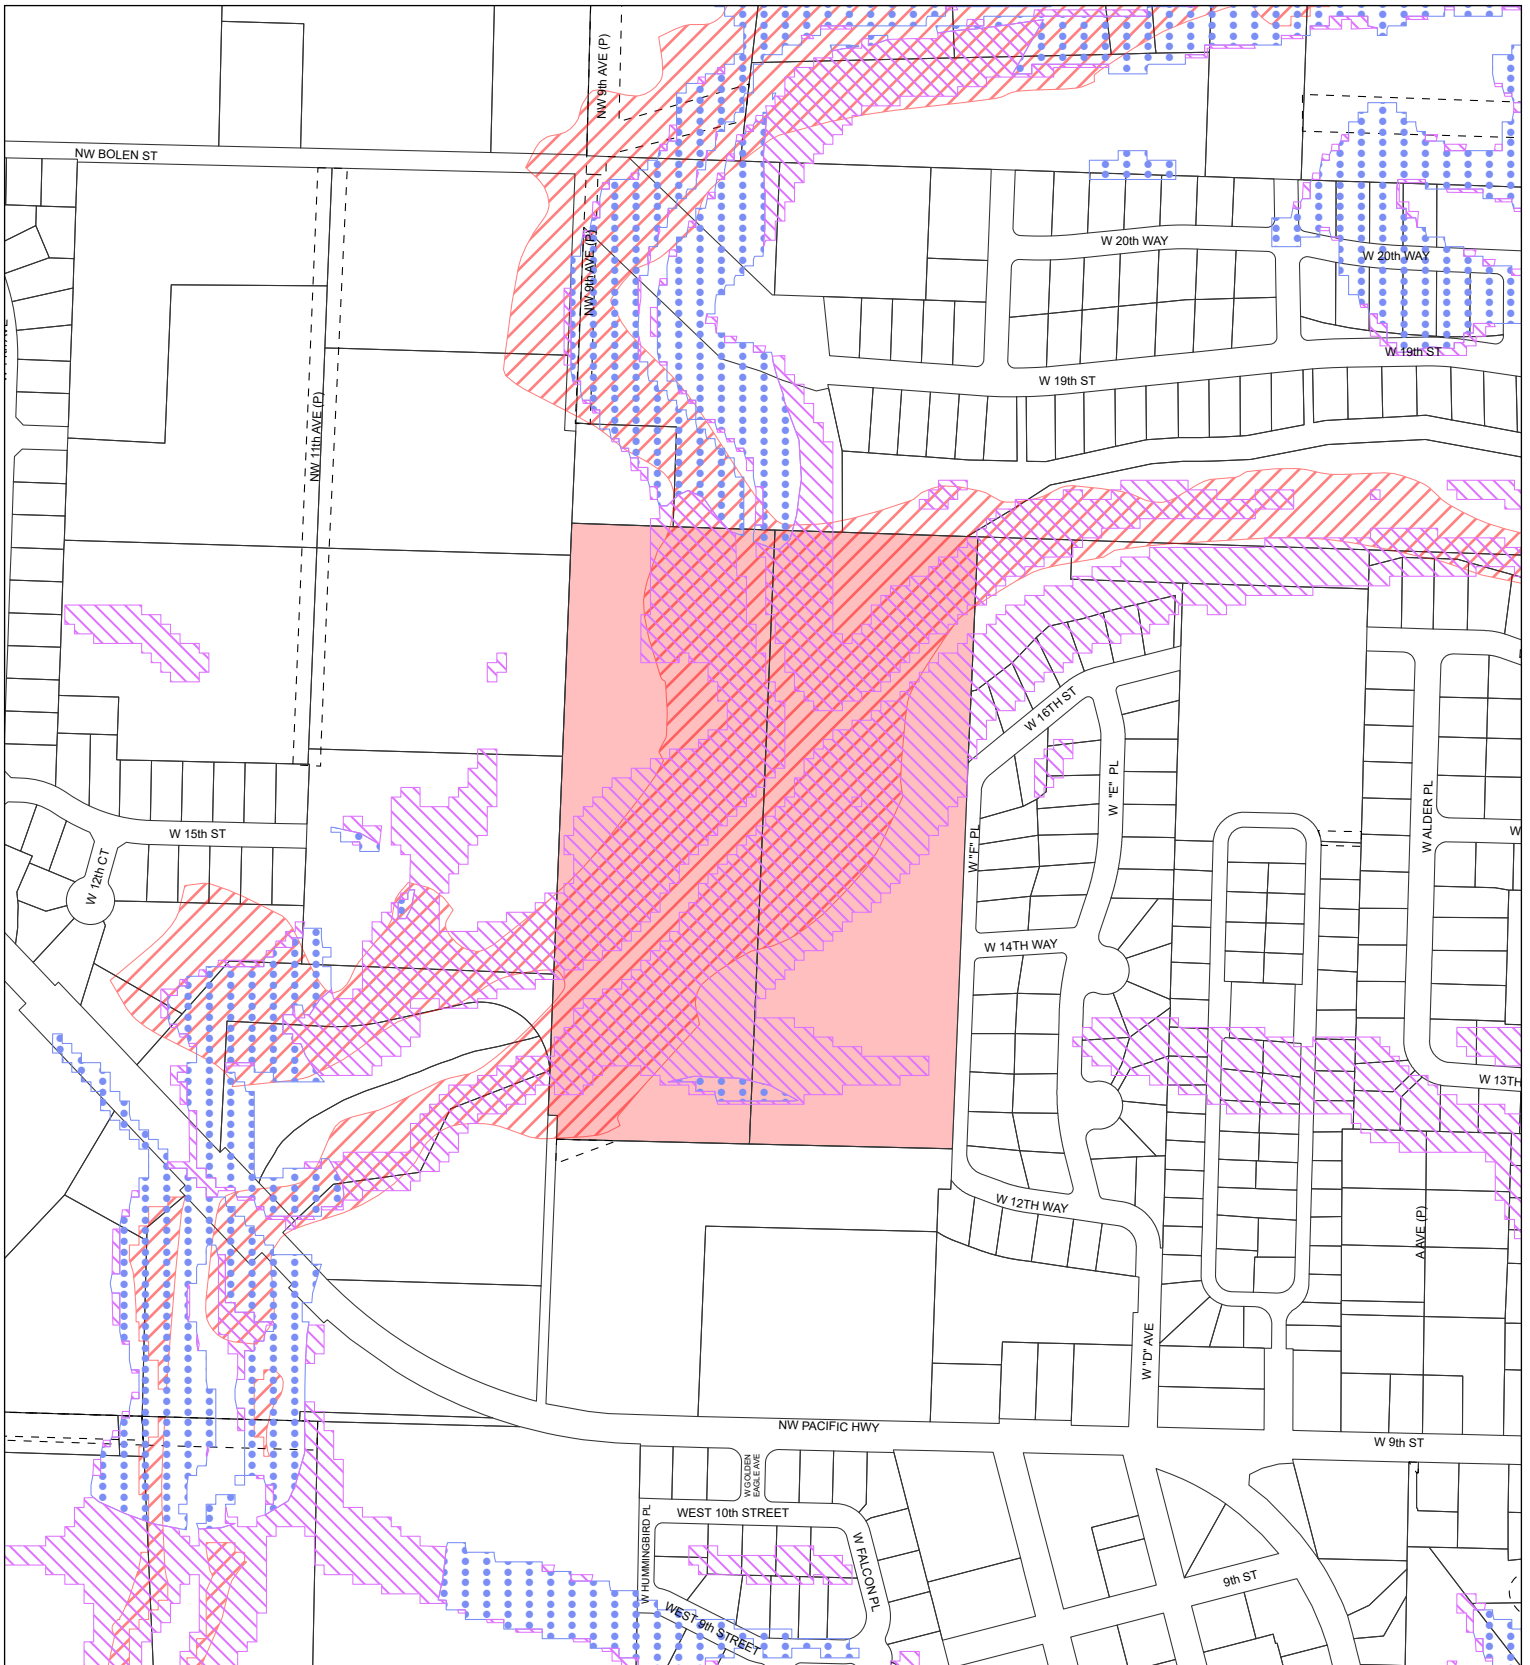 NW 9th AVE (P)
NW BOLEN ST
W 20th WAY
W 20th WAY
NW 9th AVE (P)
W 19th ST
W 19th ST
NW 11th AVE (P)
W 16TH ST
W "E" PL
W ALDER PL
W 15th ST
W
W "F" PL
W 12th CT
W 14TH WAY
W 13TH
W 12TH WAY
A AVE (P)
W "D" AVE
NW PACIFIC HWY
W 9th ST
W GOLDEN
EAGLE AVE
WEST 10th STREET
W HUMMINGBIRD PL
W FALCON PL
9th ST
WEST 9th STREET